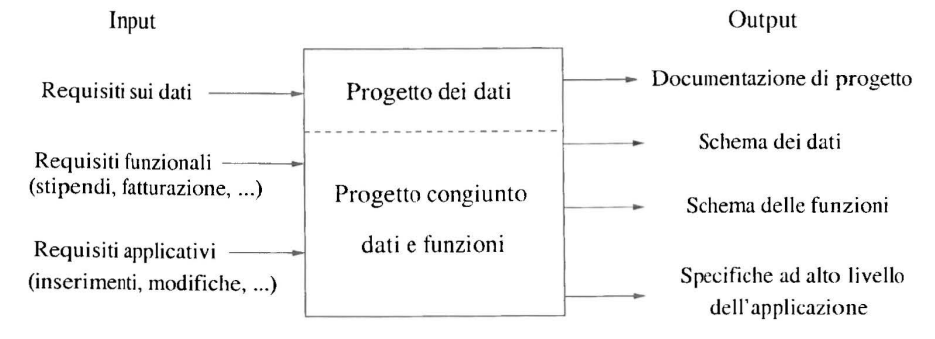 Input
Output
Requisiti sui dati
Progetto dei dati
Documentazione di progetto
Schema dei dati
Requisiti funzionali
(stipendi, fatturazione, ...)
Progetto congiunto
dati e funzioni
Schema delle funzioni
Requisiti applicativi
(inserimenti, modifiche, ...)
Specifiche ad alto livello
dell'applicazione